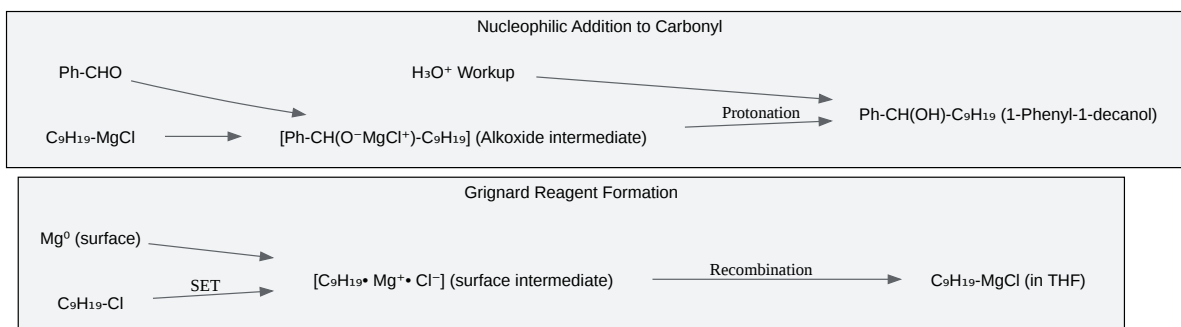 Nucleophilic Addition to Carbonyl
Ph-CHO
H₃O⁺ Workup
Protonation
Ph-CH(OH)-C₉H₁₉ (1-Phenyl-1-decanol)
C₉H₁₉-MgCl
[Ph-CH(O⁻MgCl⁺)-C₉H₁₉] (Alkoxide intermediate)
Grignard Reagent Formation
Mg⁰ (surface)
SET
[C₉H₁₉• Mg⁺• Cl⁻] (surface intermediate)
Recombination
C₉H₁₉-MgCl (in THF)
C₉H₁₉-Cl